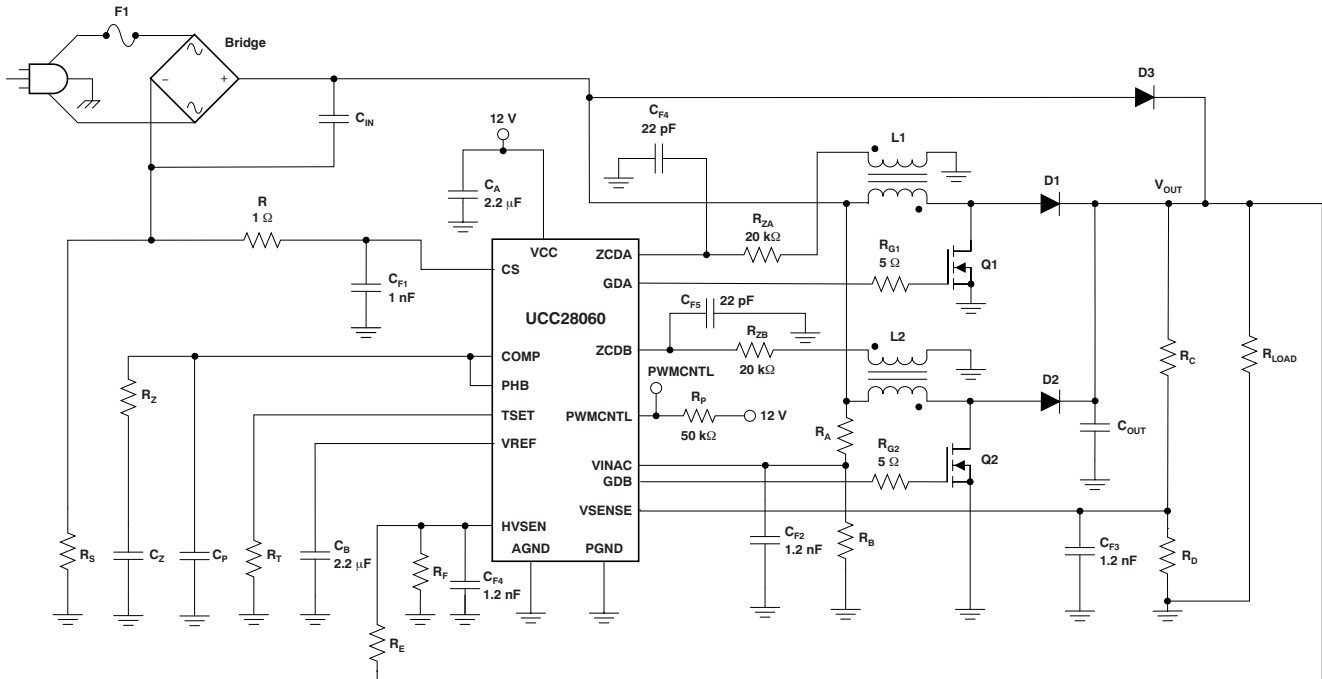 F1
Bridge
~
~
−
+
C_IN
12 V
C_A
2.2 μF
C_F4
22 pF
L1
D3
D1
V_OUT
R
1 Ω
C_F1
1 nF
R_ZA
20 kΩ
R_G1
5 Ω
Q1
VCC
CS
ZCDA
GDA
UCC28060
C_F5
22 pF
ZCDB
R_ZB
20 kΩ
L2
R_C
R_LOAD
COMP
PHB
PWMCNTL
R_P
50 kΩ
12 V
D2
R_Z
TSET
PWMCNTL
R_A
C_OUT
VREF
VINAC
GDB
R_G2
5 Ω
Q2
VSENSE
HVSEN
AGND
PGND
R_S
C_Z
C_P
R_T
C_B
2.2 μF
R_F
C_F4
1.2 nF
C_F2
1.2 nF
R_B
C_F3
1.2 nF
R_D
R_E